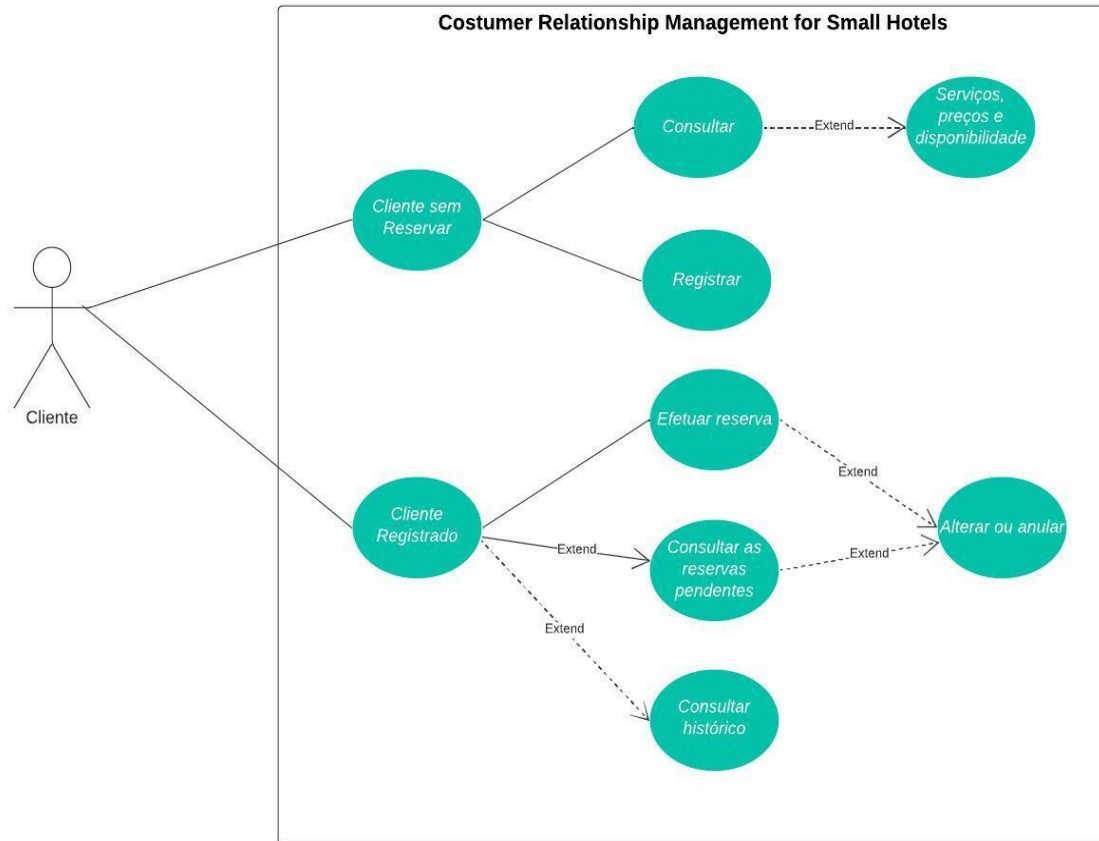 Costumer Relationship Management for Small Hotels
Serviços,
preços e
disponibilidade
Consultar
Extend
Cliente sem
Reservar
Registrar
Cliente
Efetuar reserva
Extend
Cliente
Registrado
Extend
Consultar as
reservas
pendentes
Extend
Alterar ou anular
Extend
Consultar
histórico